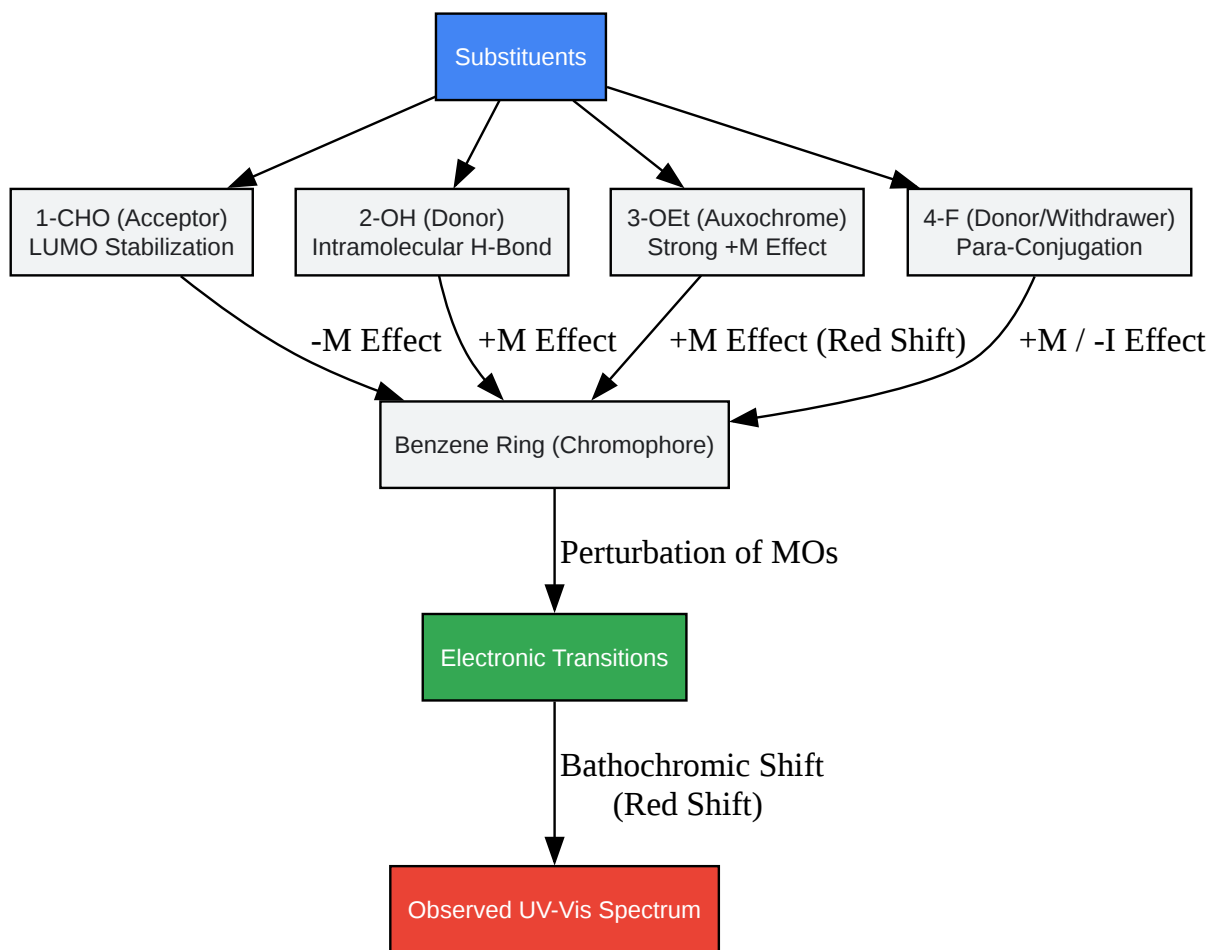 Substituents
1-CHO (Acceptor)
LUMO Stabilization
2-OH (Donor)
Intramolecular H-Bond
3-OEt (Auxochrome)
Strong +M Effect
4-F (Donor/Withdrawer)
Para-Conjugation
-M Effect
+M Effect
+M Effect (Red Shift)
+M / -I Effect
Benzene Ring (Chromophore)
Perturbation of MOs
Electronic Transitions
Bathochromic Shift
(Red Shift)
Observed UV-Vis Spectrum